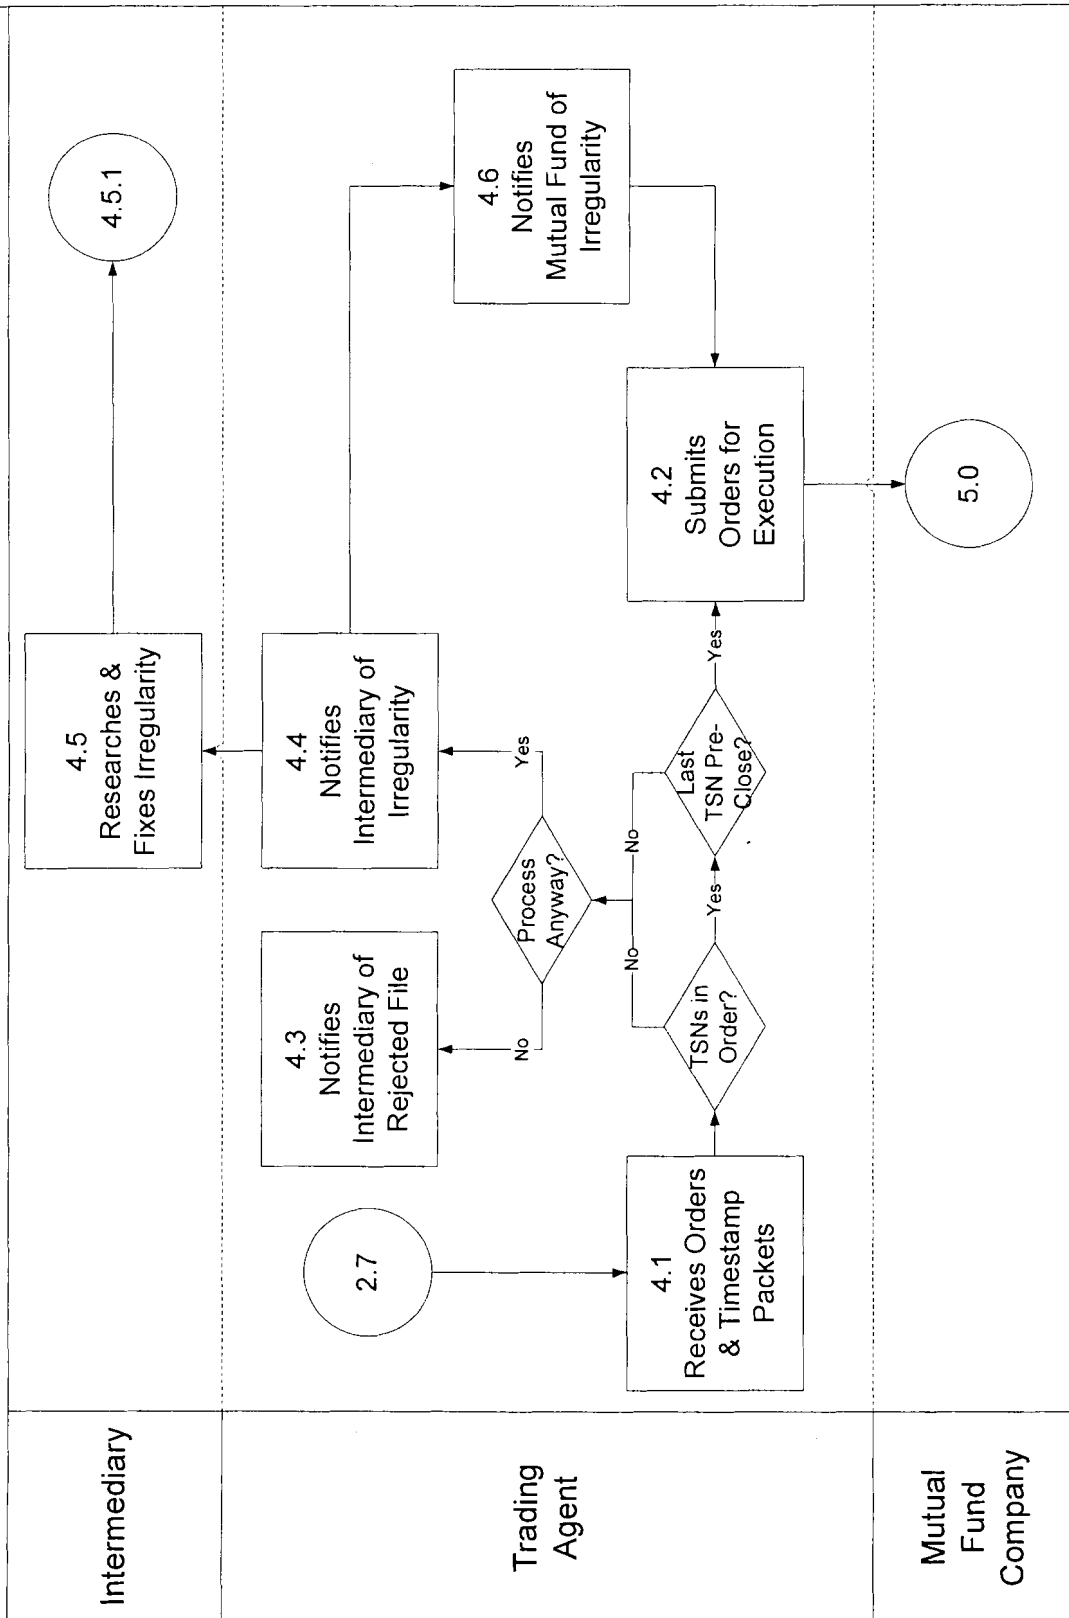 Intermediary
4.5
Researches &
Fixes Irregularity
4.5.1
Trading
Agent
2.7
4.3
Notifies
Intermediary of
Rejected File
4.4
Notifies
Intermediary of
Irregularity
No
Process
Anyway?
Yes
4.6
Notifies
Mutual Fund of
Irregularity
4.1
Receives Orders
& Timestamp
Packets
No
No
TSNs in
Order?
Yes
Last
TSN Pre-
Close?
Yes
4.2
Submits
Orders for
Execution
Mutual
Fund
Company
5.0